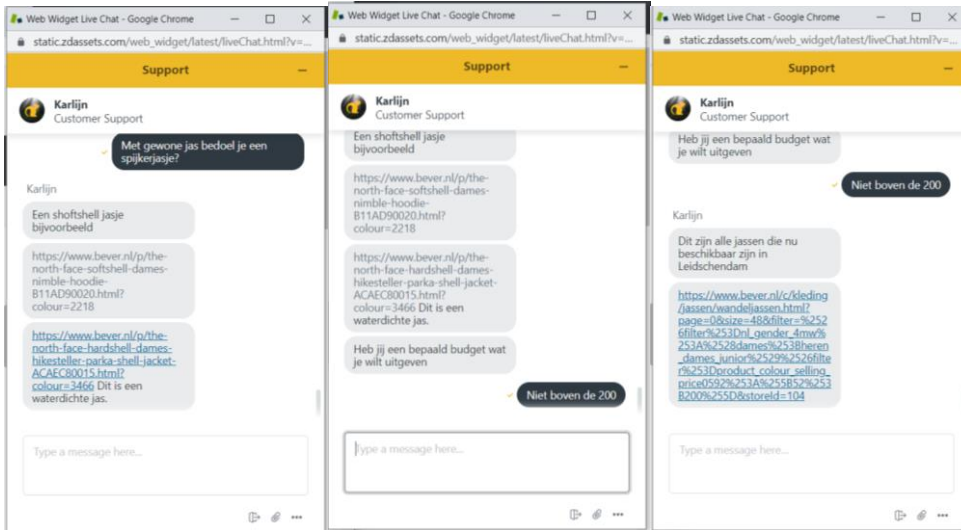 Web Widget Live Chat - Google Chrome
static.zdassets.com/web_widget/latest/liveChat.html?v=...
Support
Karlijn
Customer Support
Met gewone jas bedoel je een
spijkerjasje?
Karlijn
Een shoftshell jasje
bijvoorbeeld
https://www.bever.nl/p/the-
north-face-softshell-dames-
nimble-hoodie-
B11AD90020.html?
colour=2218
https://www.bever.nl/p/the-
north-face-hardshell-dames-
hikesteller-parka-shell-jacket-
ACAEC80015.html?
colour=3466 Dit is een
waterdichte jas.
Type a message here...
Web Widget Live Chat - Google Chrome
static.zdassets.com/web_widget/latest/liveChat.html?v=...
Support
Karlijn
Customer Support
Een shoftshell jasje
bijvoorbeeld
https://www.bever.nl/p/the-
north-face-softshell-dames-
nimble-hoodie-
B11AD90020.html?
colour=2218
https://www.bever.nl/p/the-
north-face-hardshell-dames-
hikesteller-parka-shell-jacket-
ACAEC80015.html?
colour=3466 Dit is een
waterdichte jas.
Heb jij een bepaald budget wat
je wilt uitgeven
Niet boven de 200
Type a message here...
Web Widget Live Chat - Google Chrome
static.zdassets.com/web_widget/latest/liveChat.html?v=...
Support
Karlijn
Customer Support
Heb jij een bepaald budget wat
je wilt uitgeven
Niet boven de 200
Karlijn
Dit zijn alle jassen die nu
beschikbaar zijn in
Leidschendam
https://www.bever.nl/c/kleding
/jassen/wandeljassen.html?
page=0&size=48&filter=%252
6filter%253Dnl_gender_4mw%
253A%2528dames%253Bheren
_dames_junior%2529%2526filte
r%253Dproduct_colour_selling_
price0592%253A%255B52%253
B200%255D&storeId=104
Type a message here...